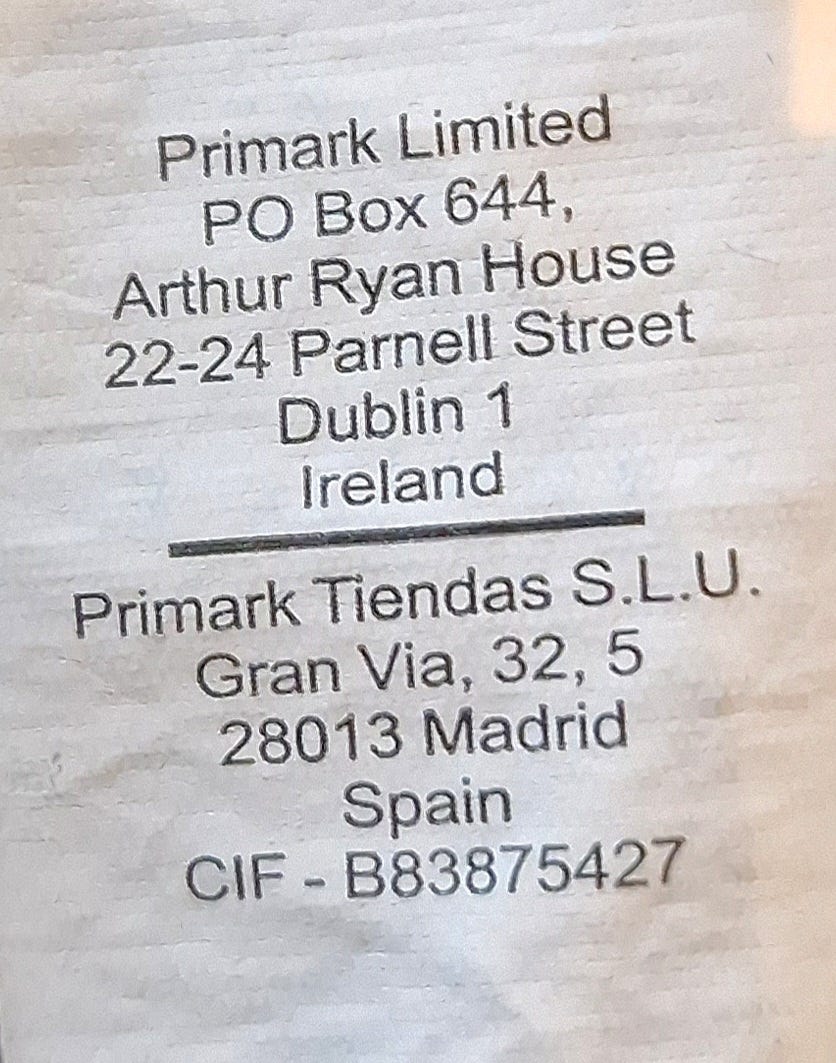 Primark Limited
PO Box 644,
Arthur Ryan House
22-24 Parnell Street
Dublin 1
Ireland
Primark Tiendas S.L.U.
Gran Via, 32, 5
28013 Madrid
Spain
CIF - B83875427